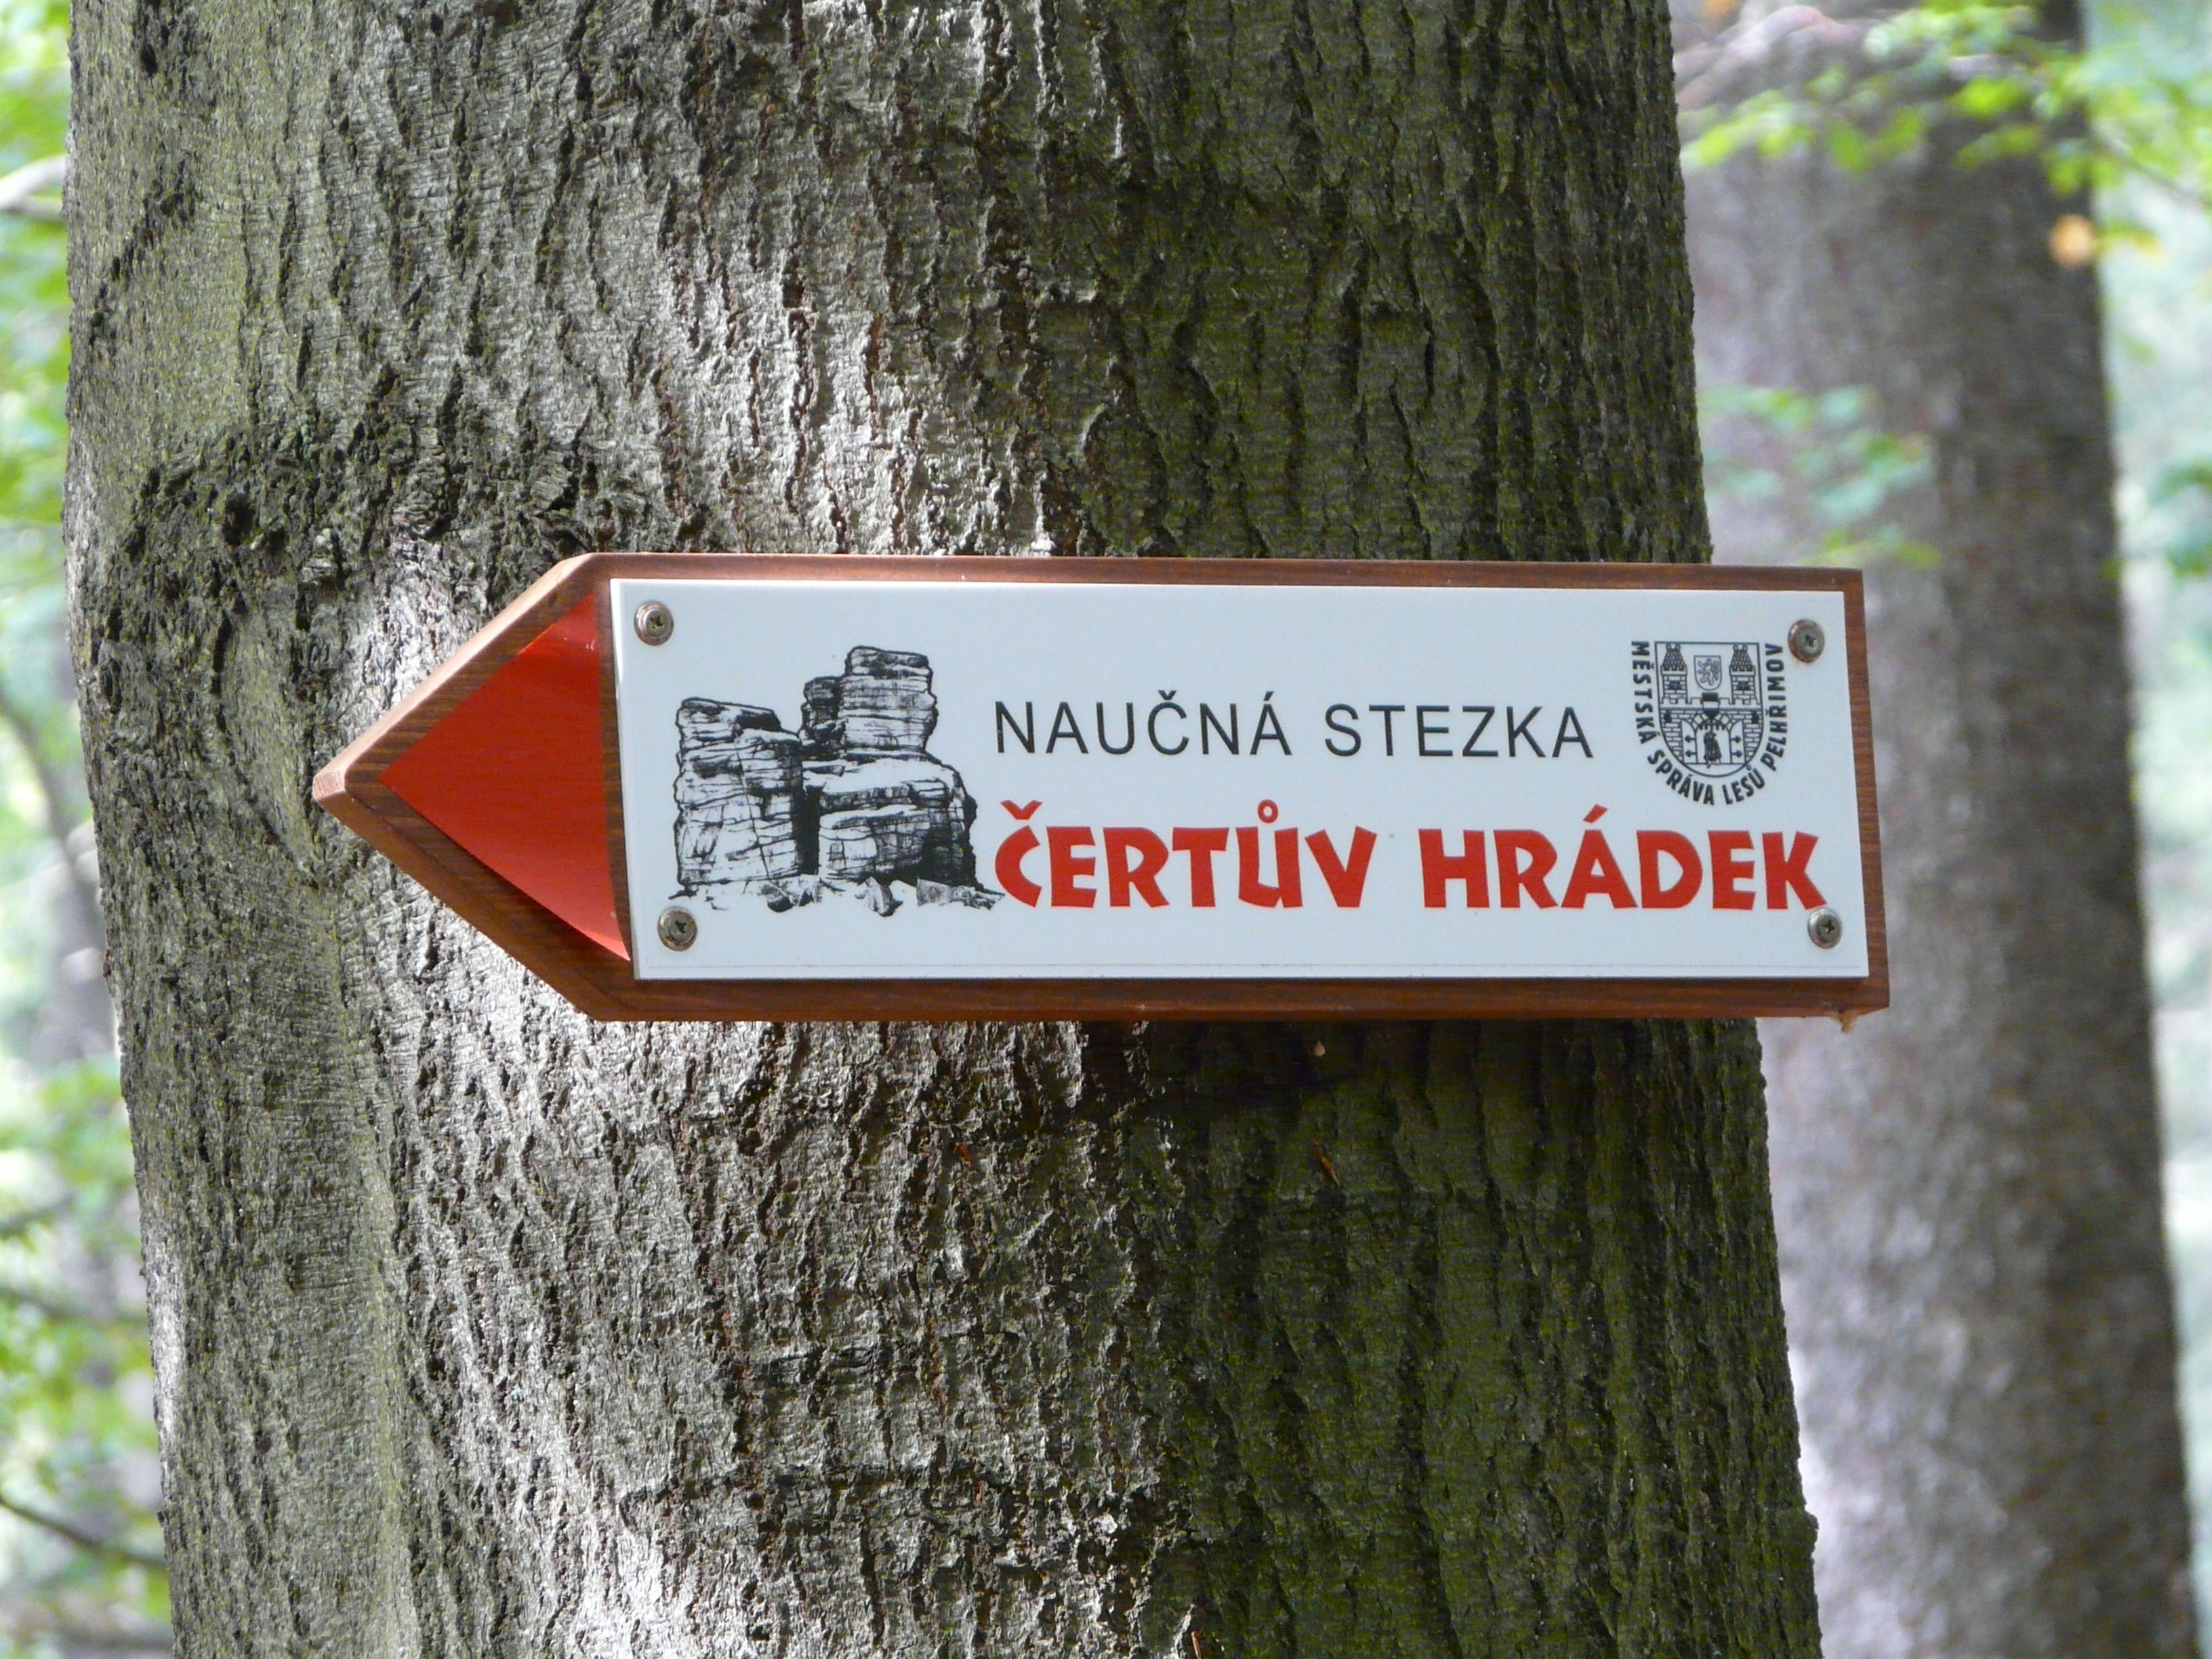 NAUČNÁ STEZKA
MĚSTSKÁ SPRÁVA LESŮ PELHŘIMOV
ČERTŮV HRÁDEK